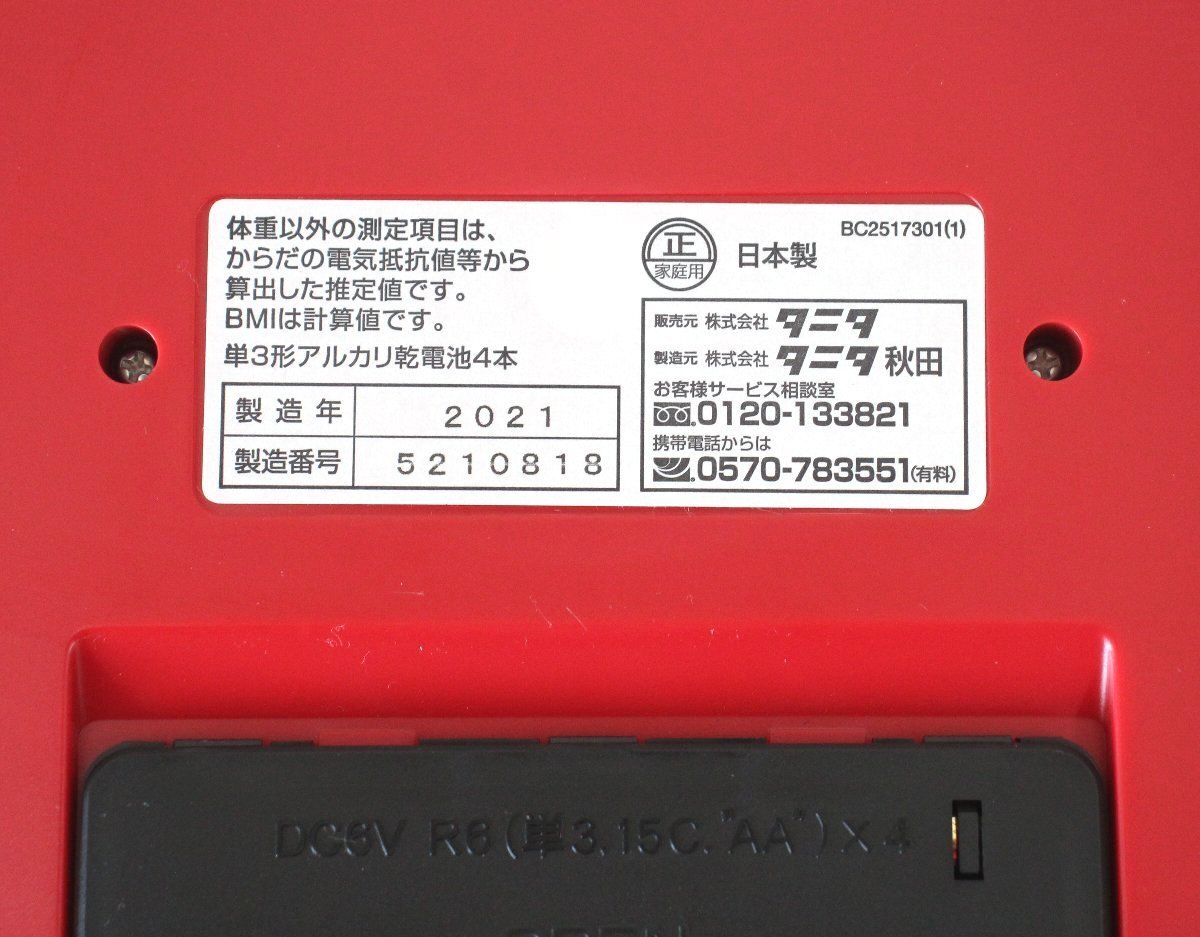 体重以外の測定項目は、
からだの電気抵抗値等から
算出した推定値です。
BMIは計算値です。
単3形アルカリ乾電池4本
製造年 2021
製造番号 5210818
正
家庭用
日本製
BC2517301(1)
販売元 株式会社 タニタ
製造元 株式会社 タニタ秋田
お客様サービス相談室
0120-133821
携帯電話からは
0570-783551(有料)
DC6V R6(単3.15C."AA")×4
OPEN